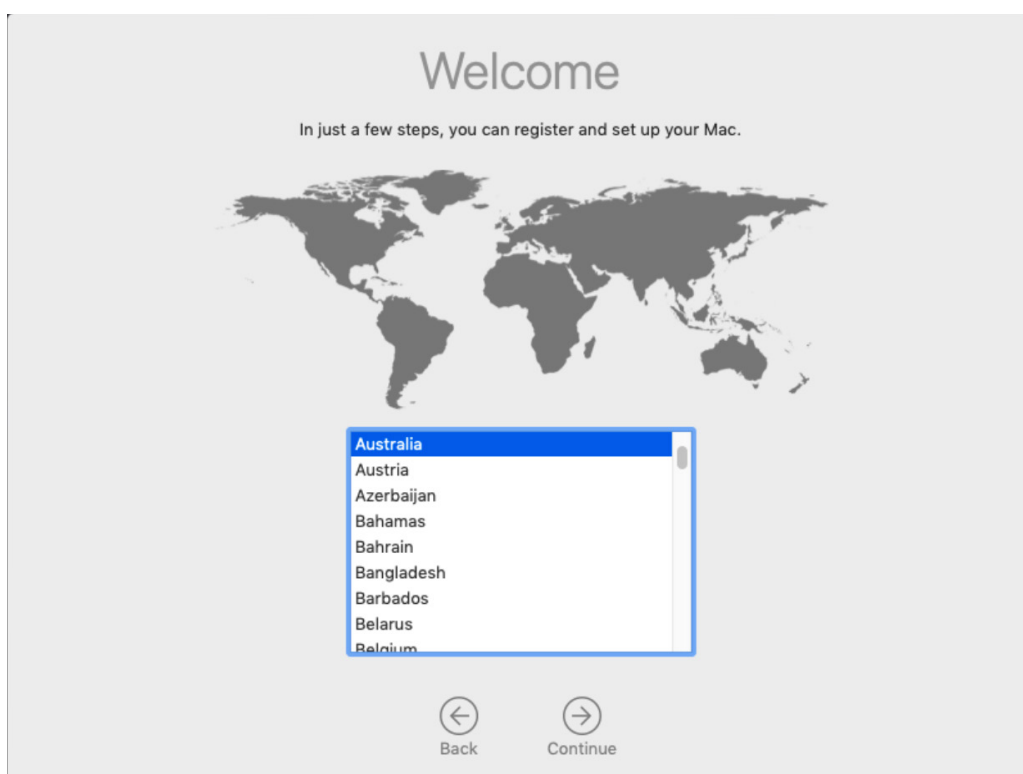 Welcome
In just a few steps, you can register and set up your Mac.
Australia
Austria
Azerbaijan
Bahamas
Bahrain
Bangladesh
Barbados
Belarus
Belgium
Back
Continue